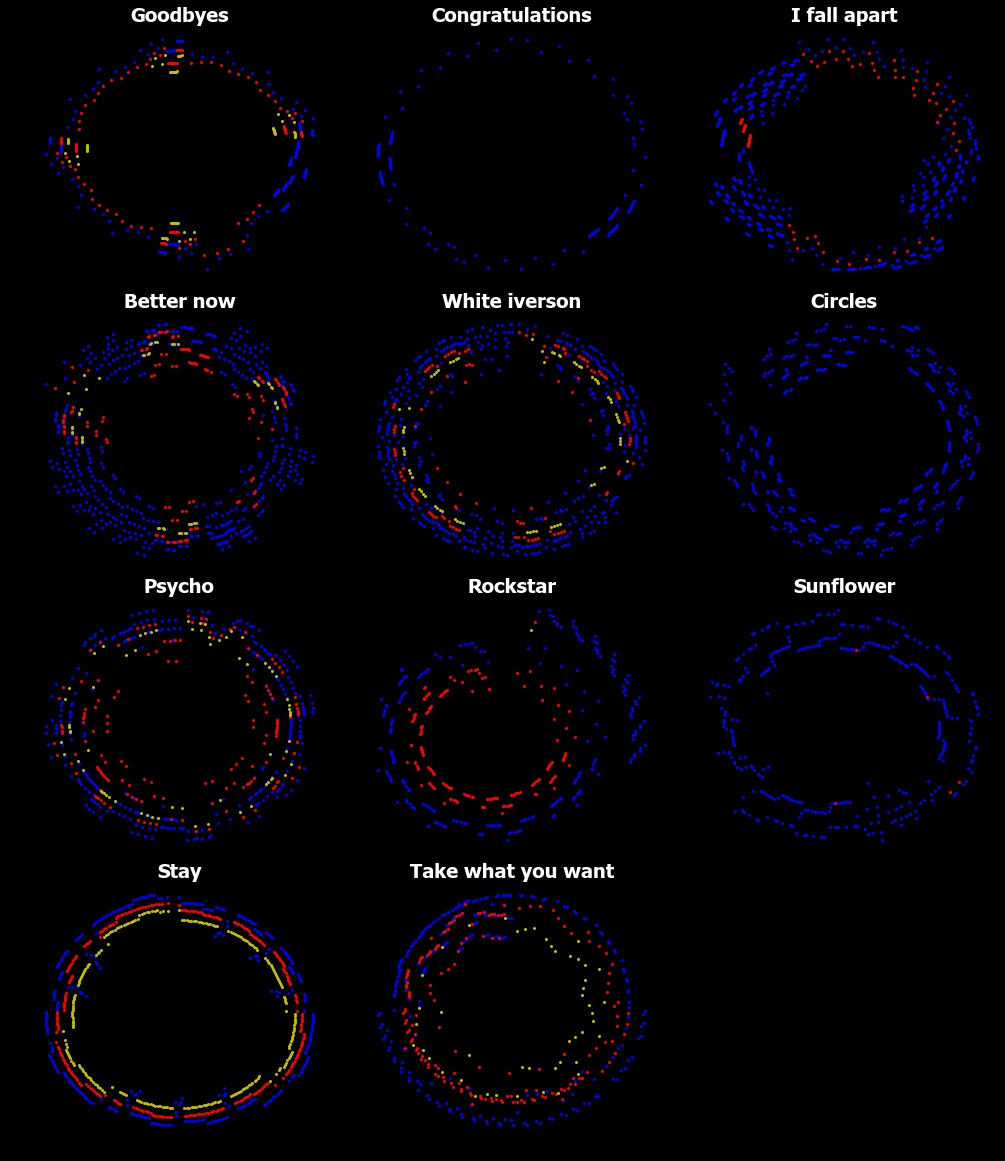 Goodbyes
Congratulations
I fall apart
Better now
White iverson
Circles
Psycho
Rockstar
Sunflower
Stay
Take what you want